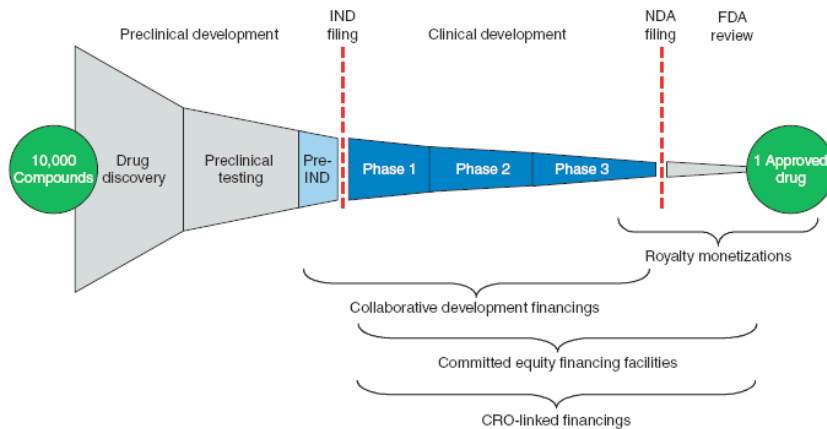 Preclinical development
IND
filing
Clinical development
NDA
filing
FDA
review
10,000
Compounds
Drug
discovery
Preclinical
testing
Pre-
IND
Phase 1
Phase 2
Phase 3
1 Approved
drug
Royalty monetizations
Collaborative development financings
Committed equity financing facilities
CRO-linked financings